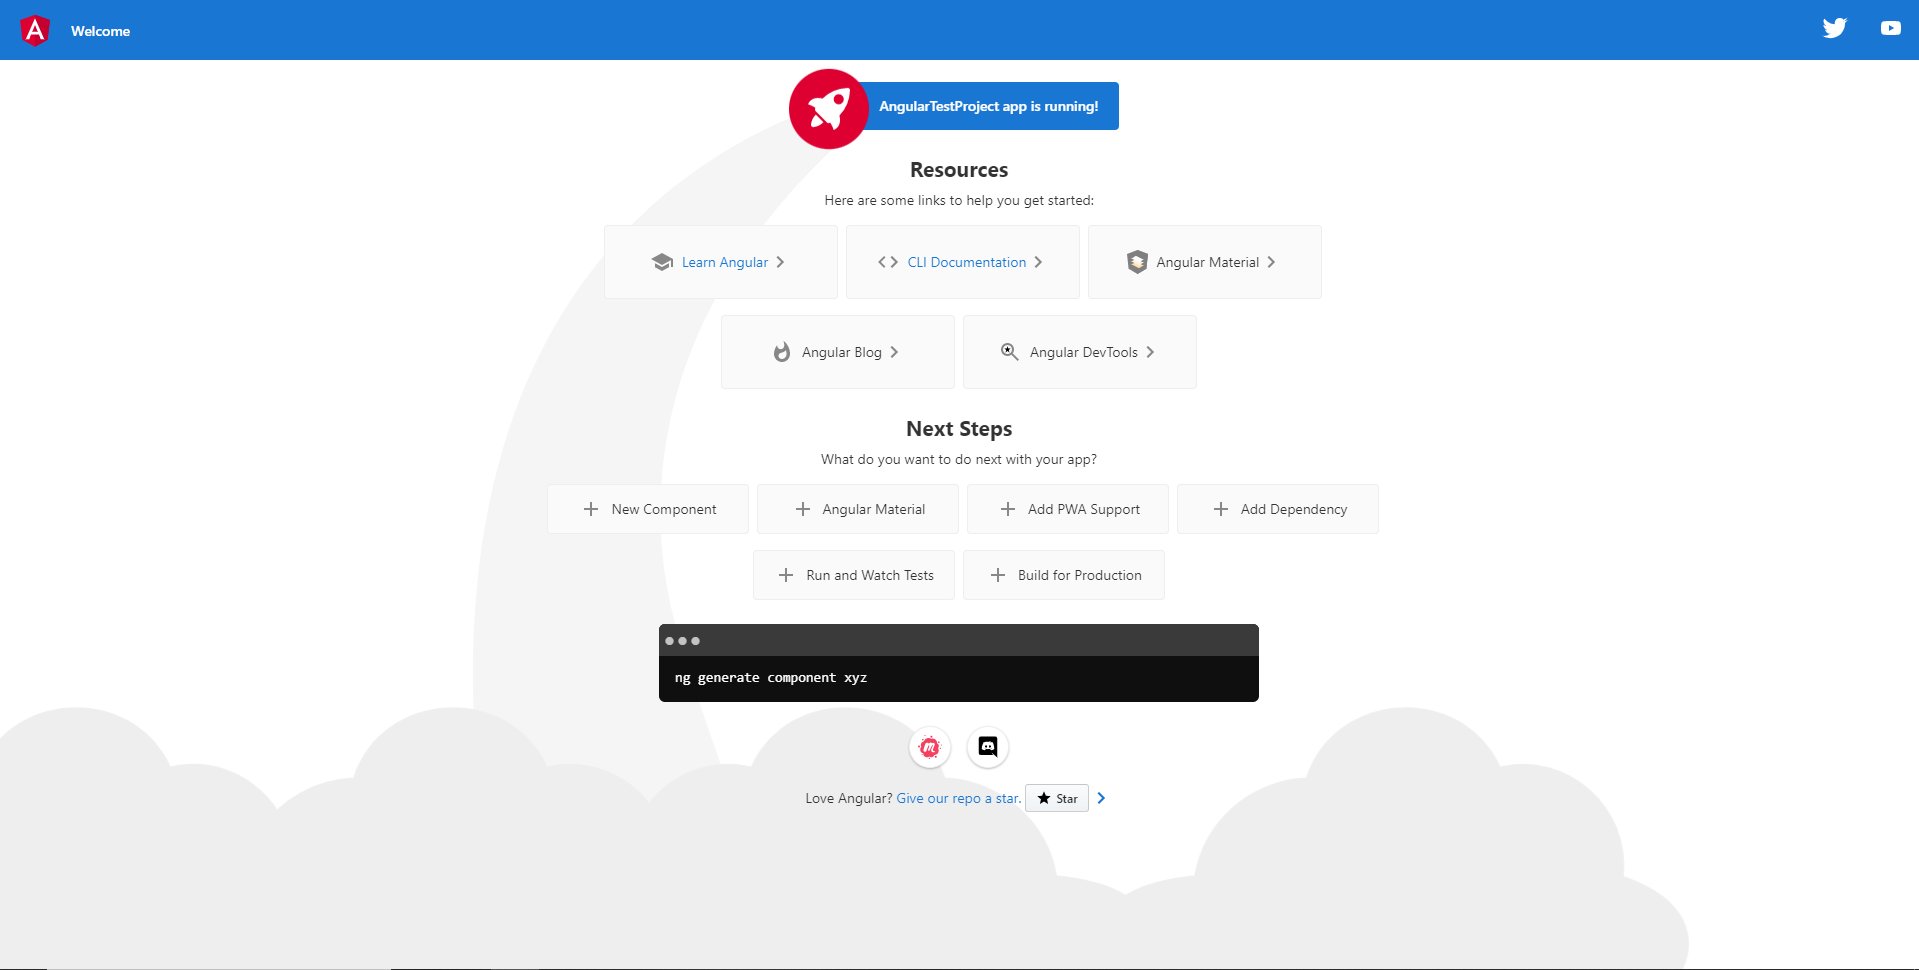 Welcome
AngularTestProject app is running!
Resources
Here are some links to help you get started:
Learn Angular
CLI Documentation
Angular Material
Angular Blog
Angular DevTools
Next Steps
What do you want to do next with your app?
New Component
Angular Material
Add PWA Support
Add Dependency
Run and Watch Tests
Build for Production
ng generate component xyz
Love Angular? Give our repo a star. Star